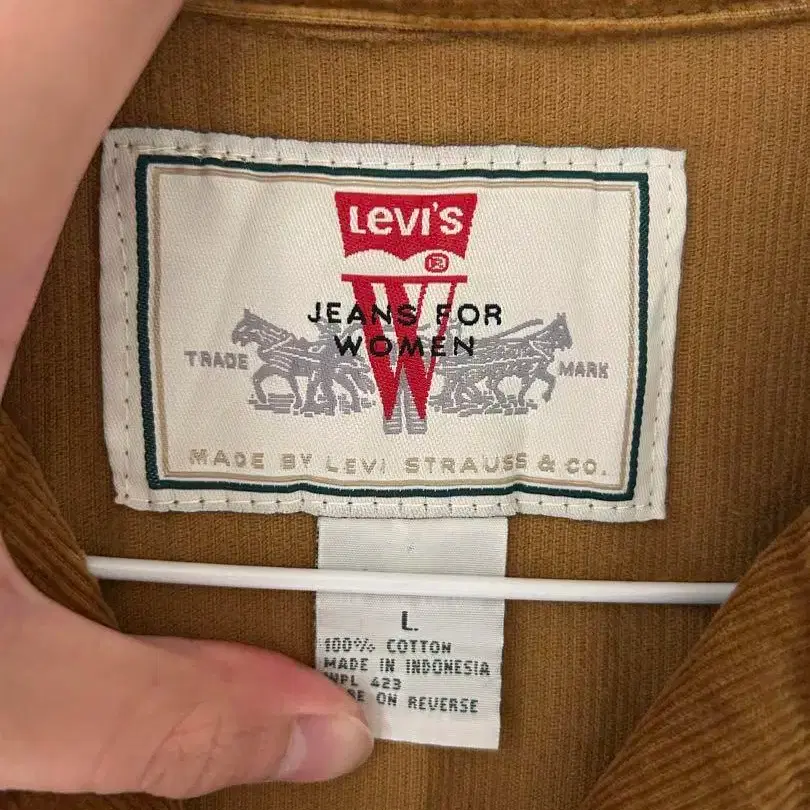 LEVI'S
®
W
JEANS FOR
WOMEN
TRADE MARK
MADE BY LEVI STRAUSS & CO.
L
100% COTTON
MADE IN INDONESIA
423
ON REVERSE